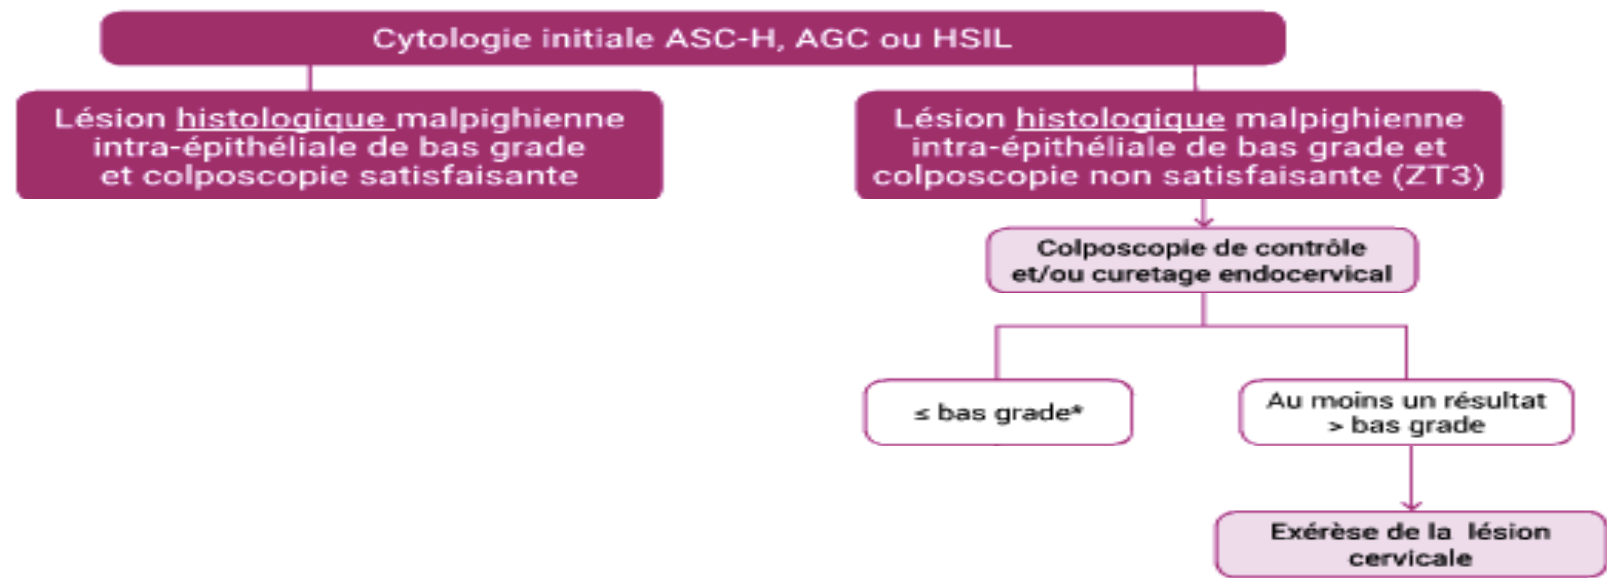 Cytologie initiale ASC-H, AGC ou HSIL
Lésion histologique malpighienne
intra-épithéliale de bas grade
et colposcopie satisfaisante
Lésion histologique malpighienne
intra-épithéliale de bas grade et
colposcopie non satisfaisante (ZT3)
Colposcopie de contrôle
et/ou curetage endocervical
≤ bas grade*
Au moins un résultat
> bas grade
Exérèse de la lésion
cervicale